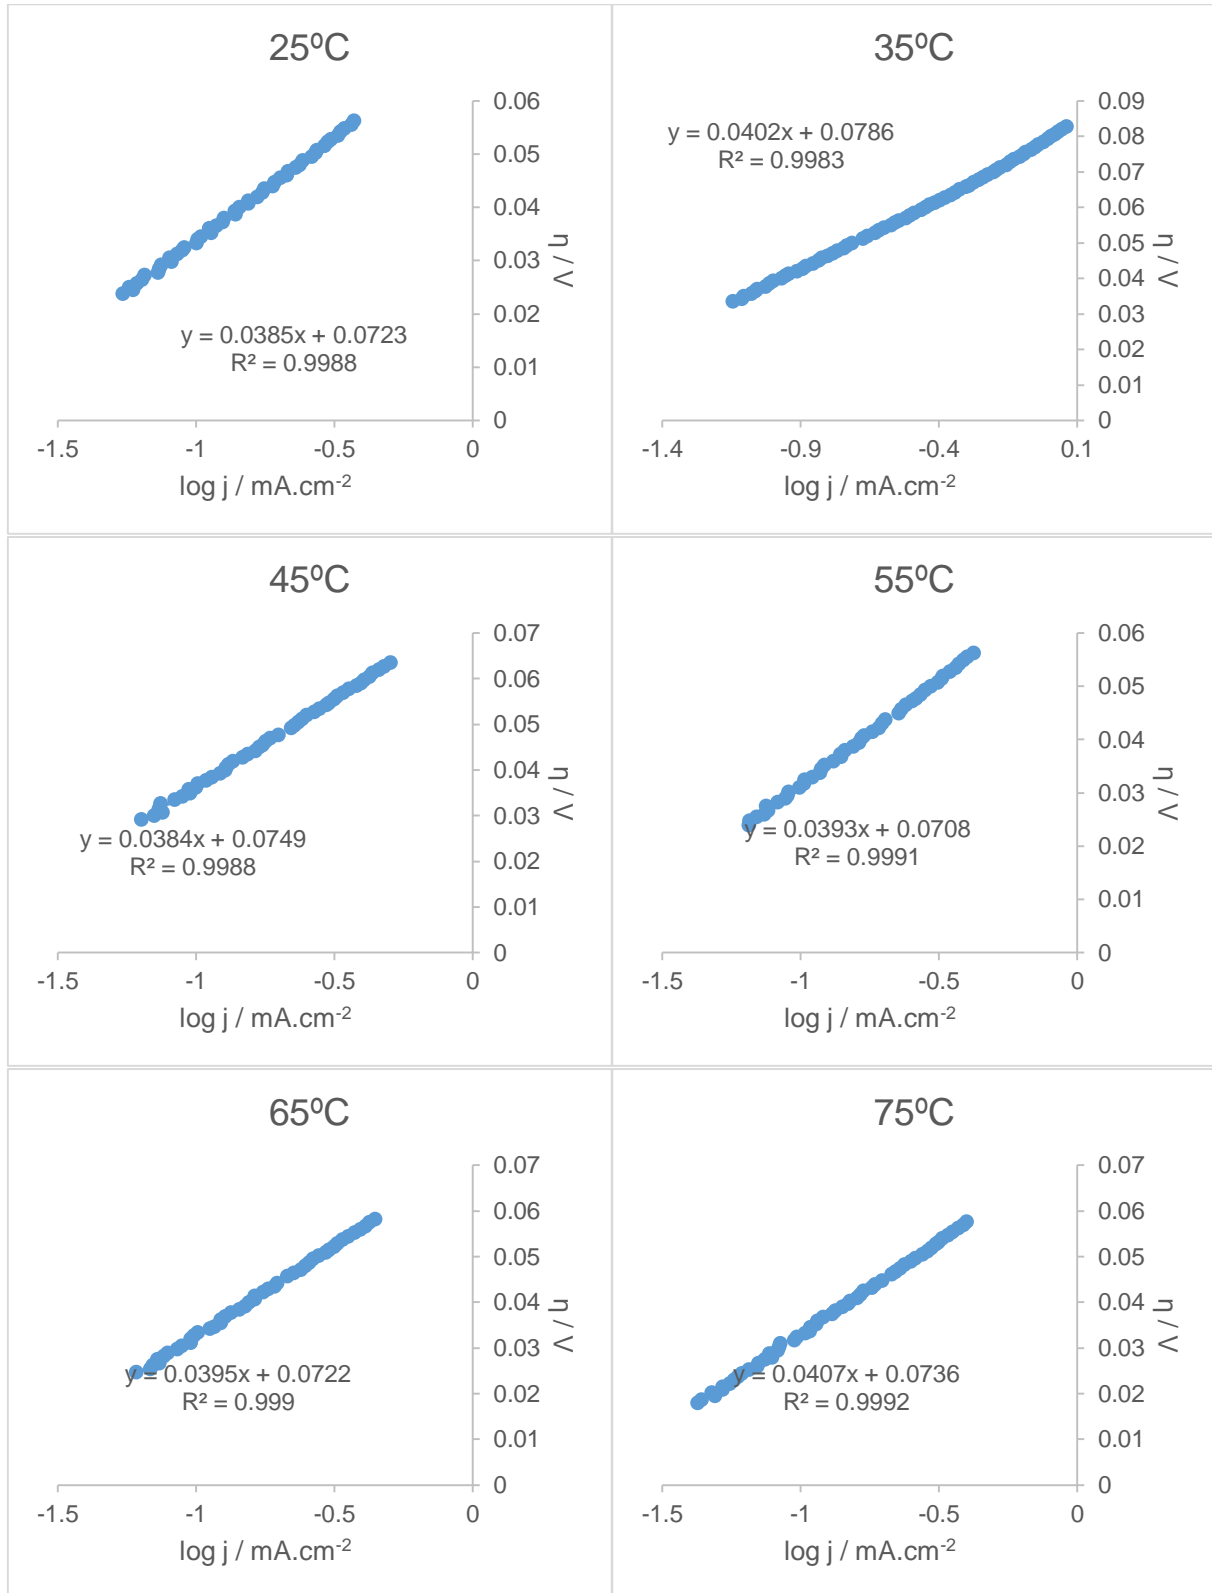 25ºC
0.06
0.05
0.04
0.03
0.02
0.01
0
η / V
y = 0.0385x + 0.0723
R² = 0.9988
-1.5
-1
-0.5
0
log j / mA.cm-2
35ºC
0.09
0.08
0.07
0.06
0.05
0.04
0.03
0.02
0.01
0
η / V
y = 0.0402x + 0.0786
R² = 0.9983
-1.4
-0.9
-0.4
0.1
log j / mA.cm-2
45ºC
0.07
0.06
0.05
0.04
0.03
0.02
0.01
0
η / V
y = 0.0384x + 0.0749
R² = 0.9988
-1.5
-1
-0.5
0
log j / mA.cm-2
55ºC
0.06
0.05
0.04
0.03
0.02
0.01
0
η / V
y = 0.0393x + 0.0708
R² = 0.9991
-1.5
-1
-0.5
0
log j / mA.cm-2
65ºC
0.07
0.06
0.05
0.04
0.03
0.02
0.01
0
η / V
y = 0.0395x + 0.0722
R² = 0.999
-1.5
-1
-0.5
0
log j / mA.cm-2
75ºC
0.07
0.06
0.05
0.04
0.03
0.02
0.01
0
η / V
y = 0.0407x + 0.0736
R² = 0.9992
-1.5
-1
-0.5
0
log j / mA.cm-2